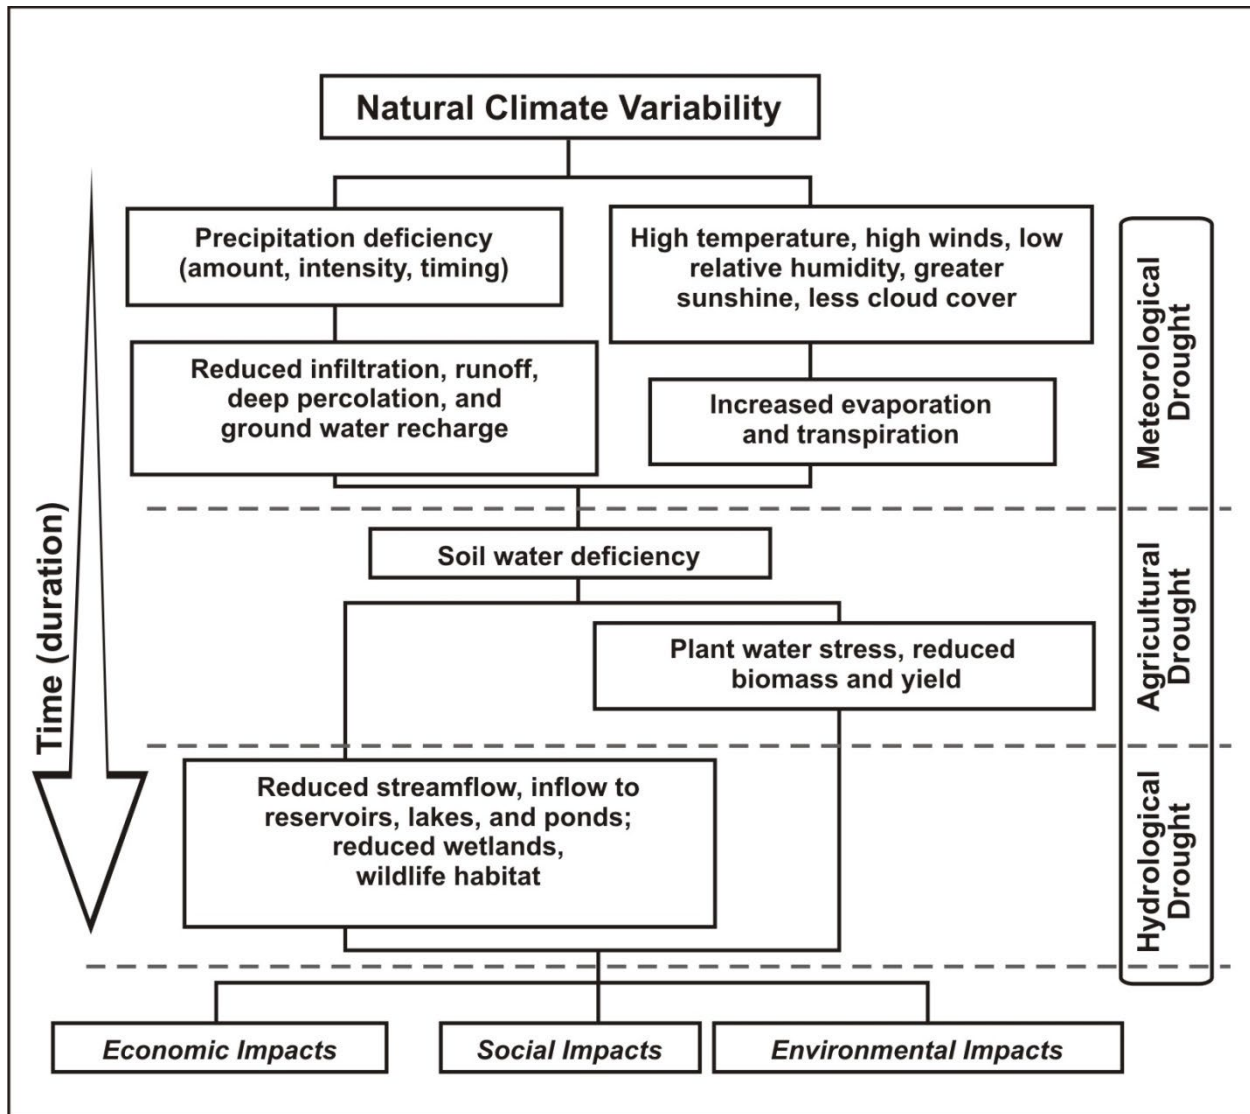 Natural Climate Variability
Precipitation deficiency
(amount, intensity, timing)
High temperature, high winds, low
relative humidity, greater
sunshine, less cloud cover
Reduced infiltration, runoff,
deep percolation, and
ground water recharge
Increased evaporation
and transpiration
Meteorological
Drought
Time (duration)
Soil water deficiency
Plant water stress, reduced
biomass and yield
Agricultural
Drought
Reduced streamflow, inflow to
reservoirs, lakes, and ponds;
reduced wetlands,
wildlife habitat
Hydrological
Drought
Economic Impacts
Social Impacts
Environmental Impacts